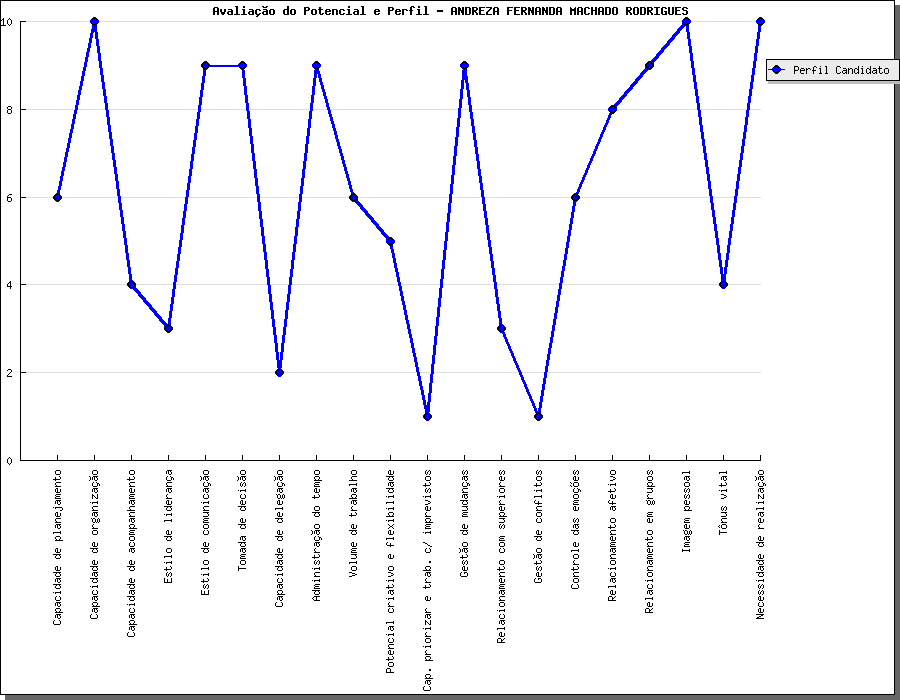 Avaliação do Potencial e Perfil - ANDREZA FERNANDA MACHADO RODRIGUES
10
8
6
4
2
0
Perfil Candidato
Capacidade de planejamento
Capacidade de organização
Capacidade de acompanhamento
Estilo de liderança
Estilo de comunicação
Tomada de decisão
Capacidade de delegação
Administração do tempo
Volume de trabalho
Potencial criativo e flexibilidade
Cap. priorizar e trab. c/ imprevistos
Gestão de mudanças
Relacionamento com superiores
Gestão de conflitos
Controle das emoções
Relacionamento afetivo
Relacionamento em grupos
Imagem pessoal
Tônus vital
Necessidade de realização